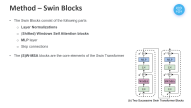 Method – Swin Blocks
• The Swin Blocks consist of the following parts:
o Layer Normalizations
o (Shifted) Windows Self Attention blocks
o MLP layer
o Skip connections
• The (S)W-MSA blocks are the core elements of the Swin Transformer
(b) Two Successive Swin Transformer Blocks